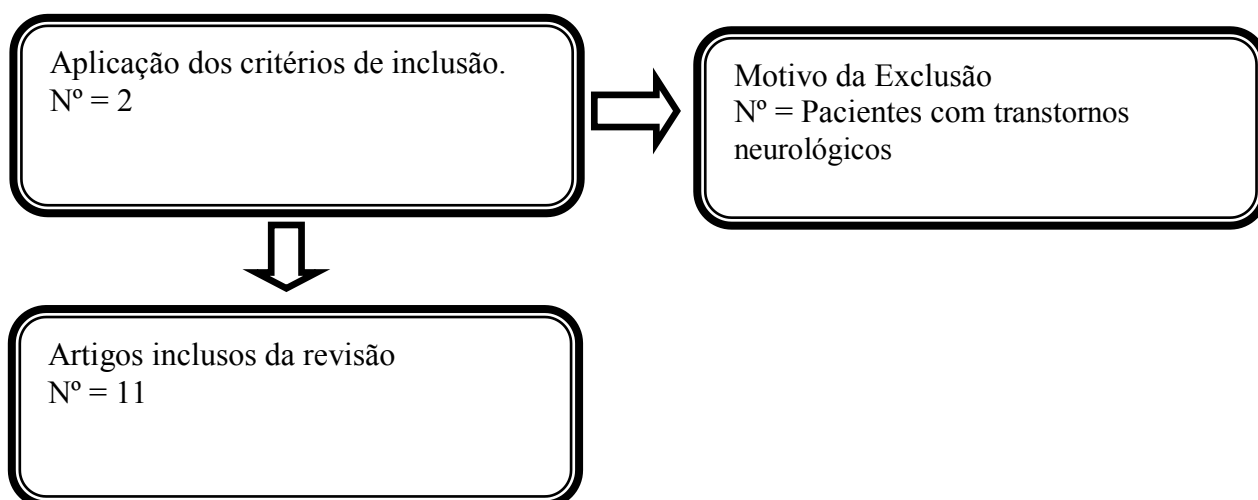 Aplicação dos critérios de inclusão.
Nº = 2
Motivo da Exclusão
Nº = Pacientes com transtornos
neurológicos
Artigos inclusos da revisão
Nº = 11